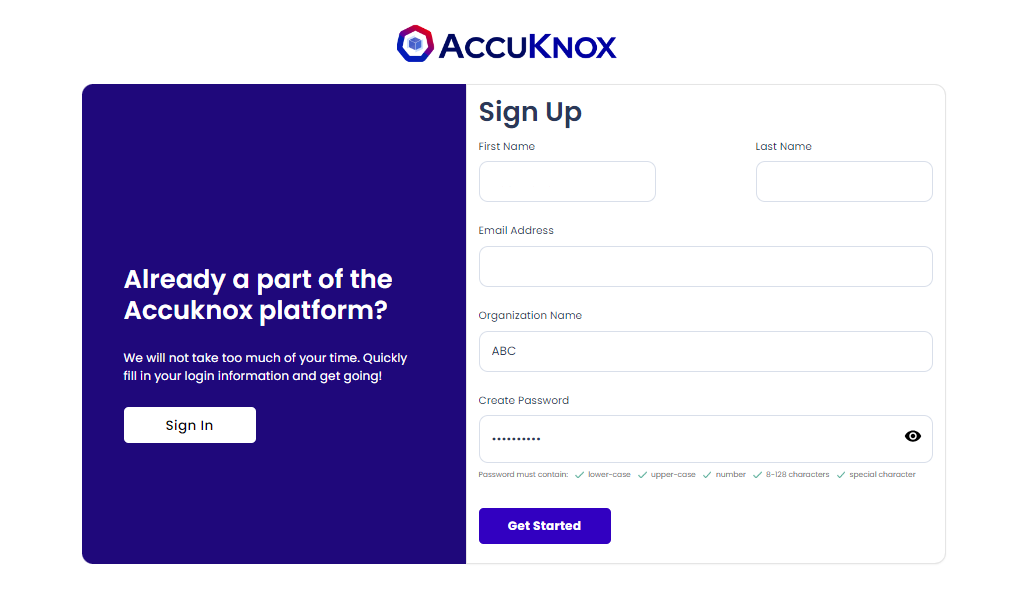 ACCUKNOX
Already a part of the
Accuknox platform?
We will not take too much of your time. Quickly
fill in your login information and get going!
Sign In
Sign Up
First Name
Last Name
Email Address
Organization Name
ABC
Create Password
••••••••••
Password must contain: ✓ lower-case ✓ upper-case ✓ number ✓ 8-128 characters ✓ special character
Get Started